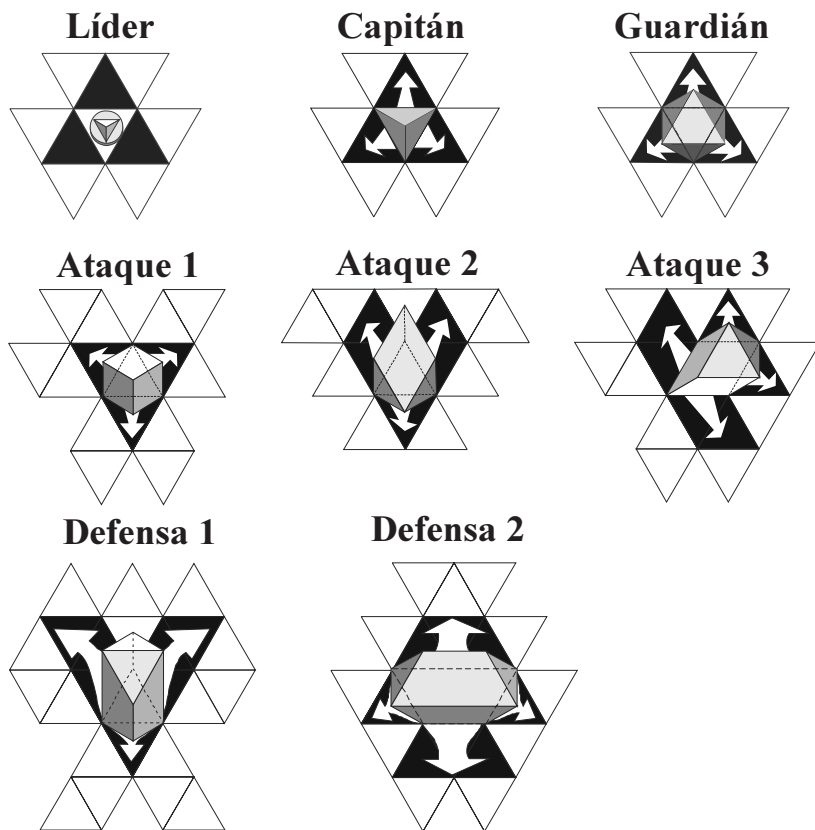 Líder
Capitán
Guardián
Ataque 1
Ataque 2
Ataque 3
Defensa 1
Defensa 2